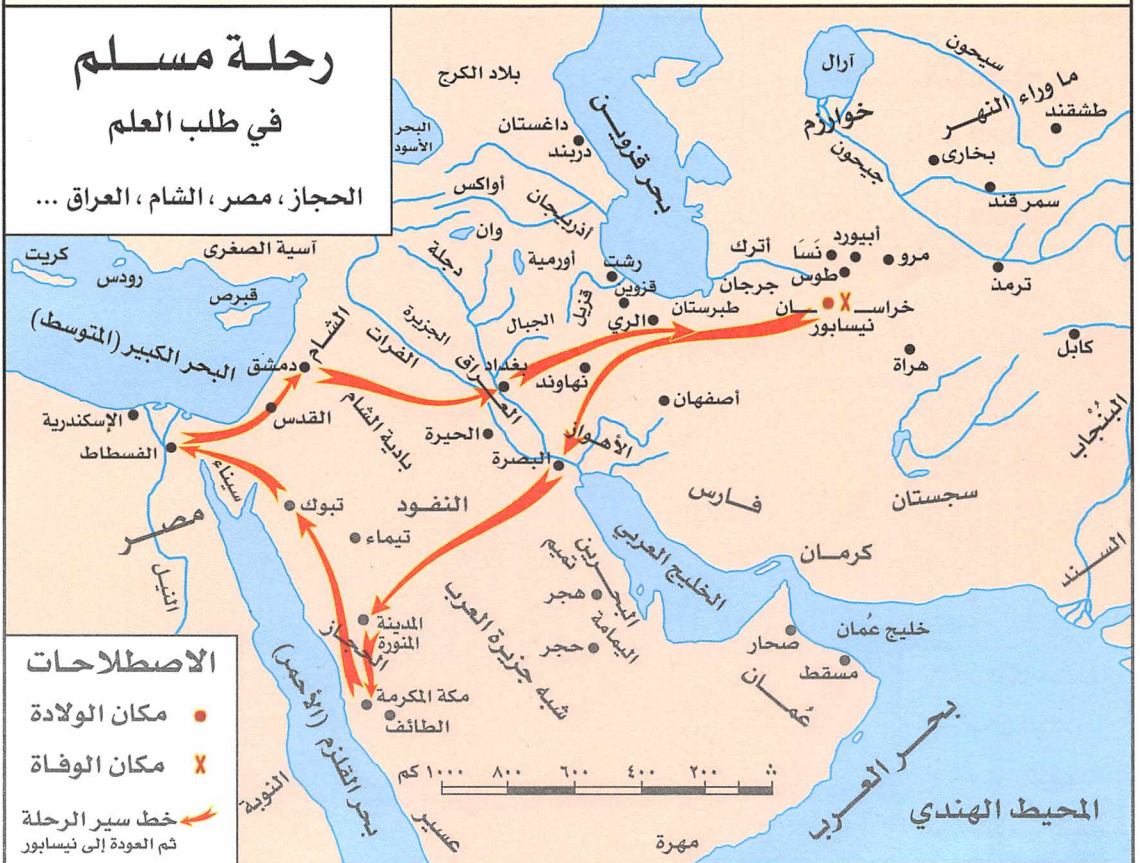 رحلة مسلم
في طلب العلم
الحجاز، مصر، الشام، العراق ...
بلاد الكرج
آرال
سيحون
ما وراء النهر
طشقند
خوارزم
البحر
الأسود
داغستان
دربند
بحر قزوين
بخارى
جيحون
سمرقند
أواكس
أذربيجان
وان
آسية الصغرى
كريت
رودس
قبرص
دجلة
أورمية
رشت
قزوين
قزيل
أترك
نَسَا
أبيورد
مرو
طوس
ترمذ
جرجان
طبرستان
خراسـان
نيسابور
البحر الكبير (المتوسط)
الشام
الجزيرة
الفرات
الجبال
الري
كابل
هراة
دمشق
العراق
بغداد
نهاوند
أصفهان
البنْجاب
الإسكندرية
القدس
بادية الشام
الحيرة
الأهواز
البصرة
الفسطاط
سيناء
تبوك
النفود
فارس
سجستان
مصر
تيماء
كرمان
السند
النيل
الخليج العربي
البحرين
تميم
هجر
اليمامة
حجر
المدينة
المنورة
الحجاز
شبه جزيرة العرب
صحار
خليج عُمان
مسقط
عُمان
مكة المكرمة
الطائف
بحر القلزم (الأحمر)
النوبة
عسير
مهرة
بحر العرب
المحيط الهندي
٢٠٠ ٤٠٠ ٦٠٠ ٨٠٠ ١٠٠٠ كم
الاصطلاحات
مكان الولادة
مكان الوفاة
خط سير الرحلة
ثم العودة إلى نيسابور